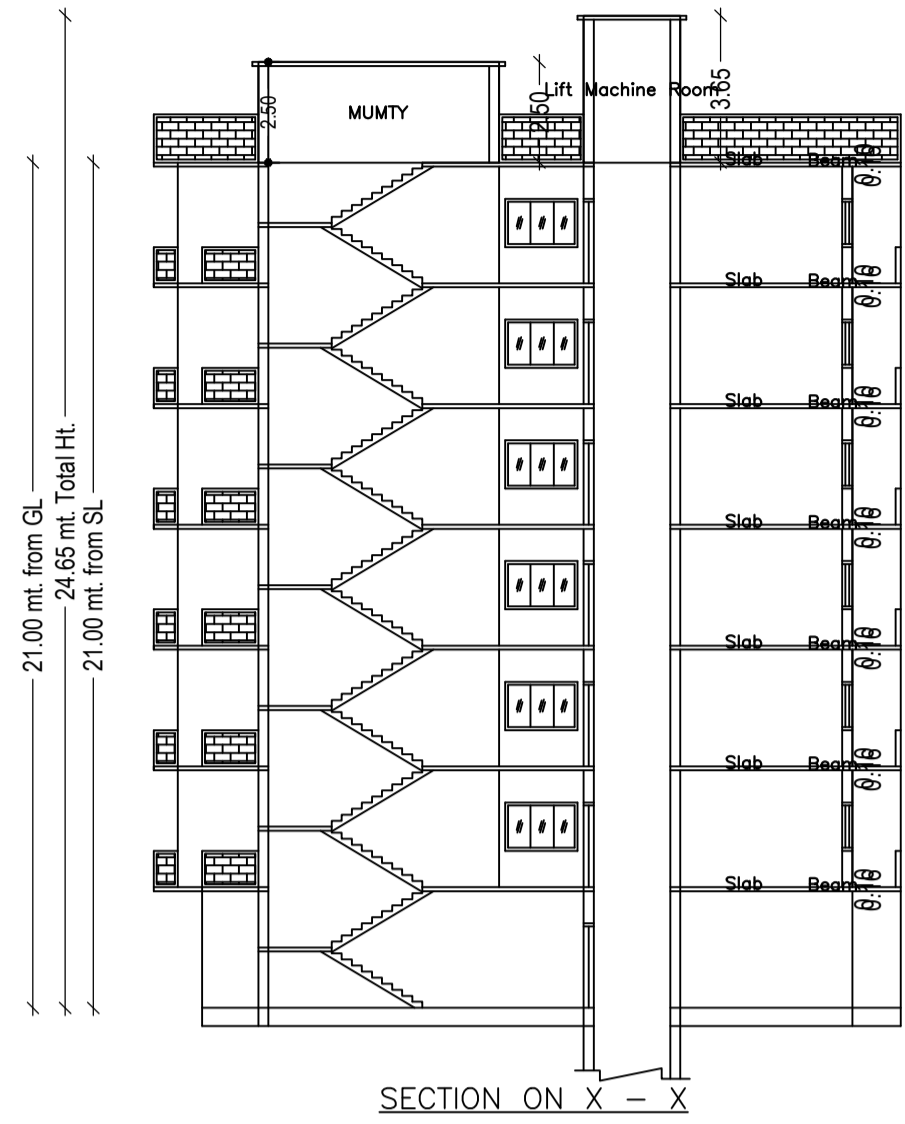 2.50
MUMTY
2.50
Lift Machine Room
3.65
Slab Beam
Slab Beam
Slab Beam
Slab Beam
Slab Beam
Slab Beam
Slab Beam
21.00 mt. from GL
24.65 mt. Total Ht.
21.00 mt. from SL
SECTION ON X - X